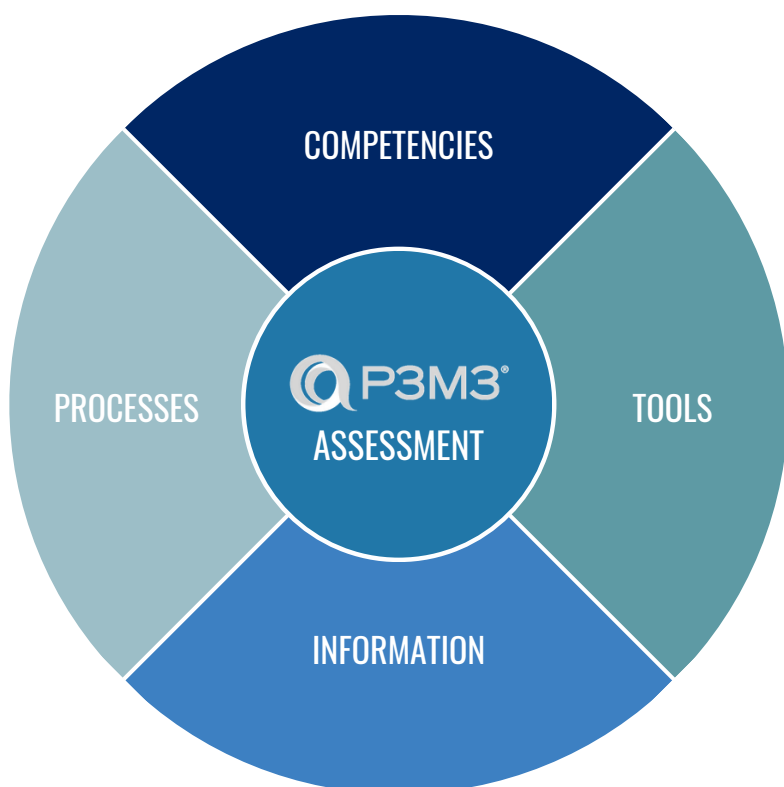 COMPETENCIES
PROCESSES
P3M3®
ASSESSMENT
TOOLS
INFORMATION